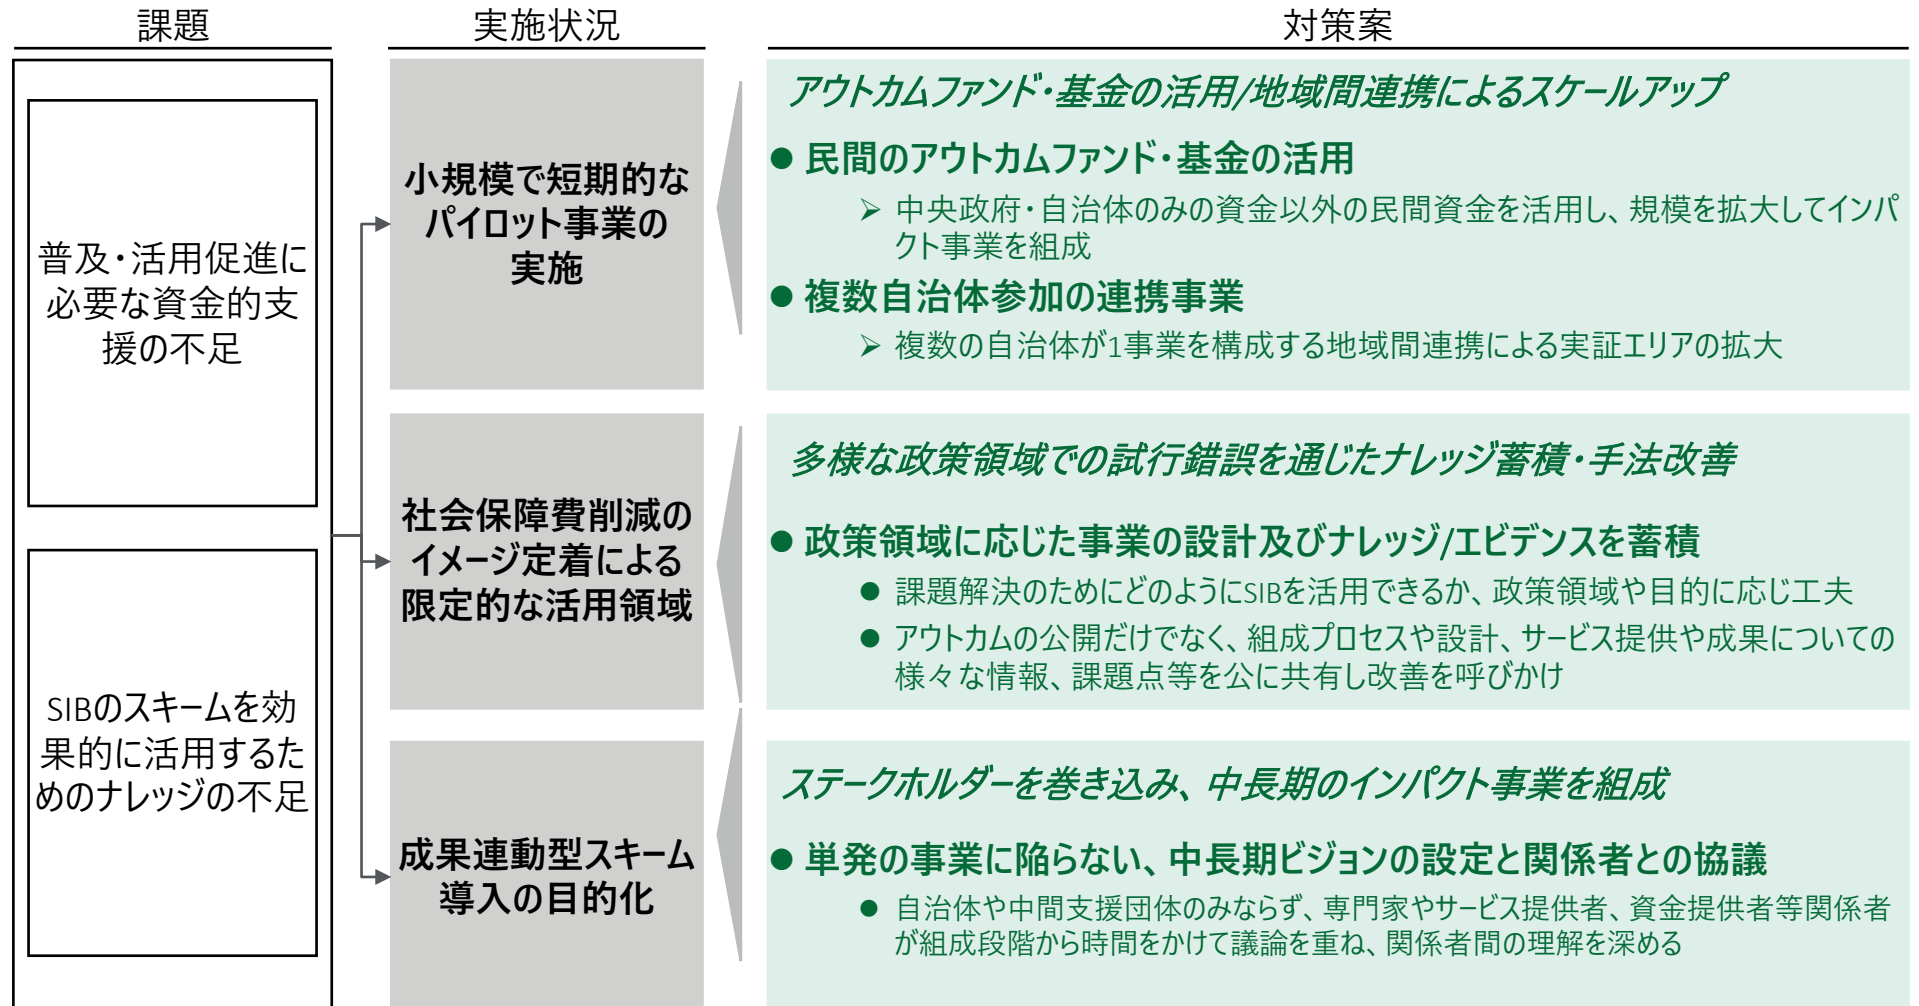 課題
実施状況
対策案
普及・活用促進に
必要な資金的支
援の不足
SIBのスキームを効
果的に活用するた
めのナレッジの不足
小規模で短期的な
パイロット事業の
実施
アウトカムファンド・基金の活用/地域間連携によるスケールアップ
● 民間のアウトカムファンド・基金の活用
➢ 中央政府・自治体のみの資金以外の民間資金を活用し、規模を拡大してインパ
クト事業を組成
● 複数自治体参加の連携事業
➢ 複数の自治体が1事業を構成する地域間連携による実証エリアの拡大
社会保障費削減の
イメージ定着による
限定的な活用領域
多様な政策領域での試行錯誤を通じたナレッジ蓄積・手法改善
● 政策領域に応じた事業の設計及びナレッジ/エビデンスを蓄積
● 課題解決のためにどのようにSIBを活用できるか、政策領域や目的に応じ工夫
● アウトカムの公開だけでなく、組成プロセスや設計、サービス提供や成果についての
様々な情報、課題点等を公に共有し改善を呼びかけ
成果連動型スキーム
導入の目的化
ステークホルダーを巻き込み、中長期のインパクト事業を組成
● 単発の事業に陥らない、中長期ビジョンの設定と関係者との協議
● 自治体や中間支援団体のみならず、専門家やサービス提供者、資金提供者等関係者
が組成段階から時間をかけて議論を重ね、関係者間の理解を深める